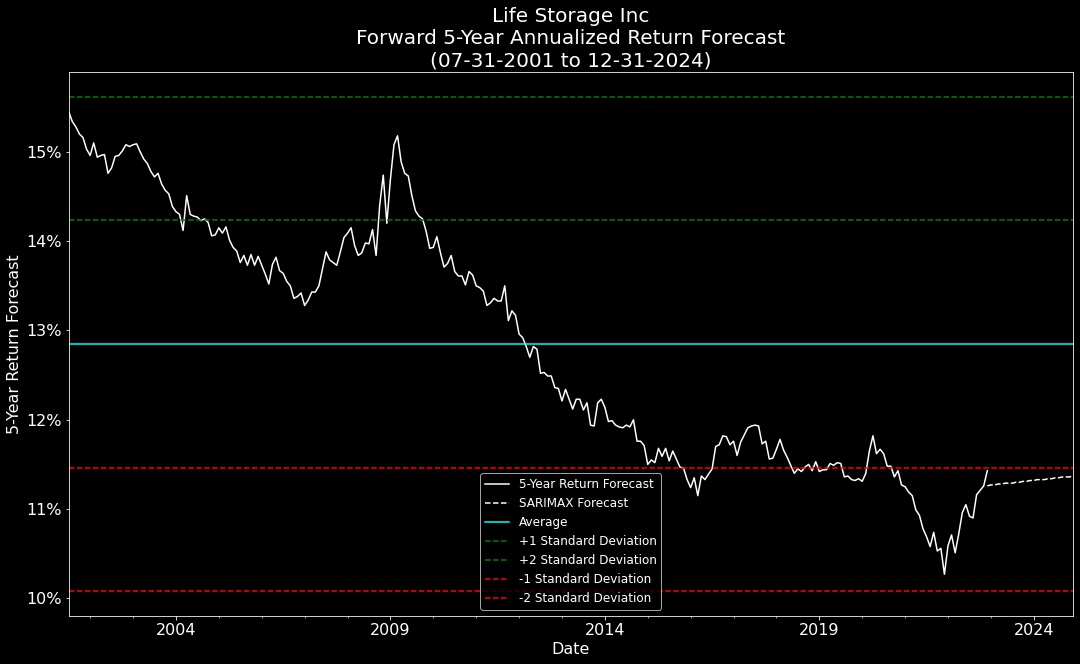 Life Storage Inc
Forward 5-Year Annualized Return Forecast
(07-31-2001 to 12-31-2024)
5-Year Return Forecast
15%
14%
13%
12%
11%
10%
5-Year Return Forecast
SARIMAX Forecast
Average
+1 Standard Deviation
+2 Standard Deviation
-1 Standard Deviation
-2 Standard Deviation
2004
2009
2014
2019
2024
Date